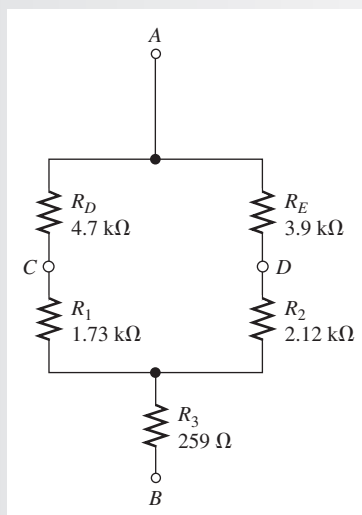 A
R_D
4.7 kΩ
R_E
3.9 kΩ
C
D
R_1
1.73 kΩ
R_2
2.12 kΩ
R_3
259 Ω
B